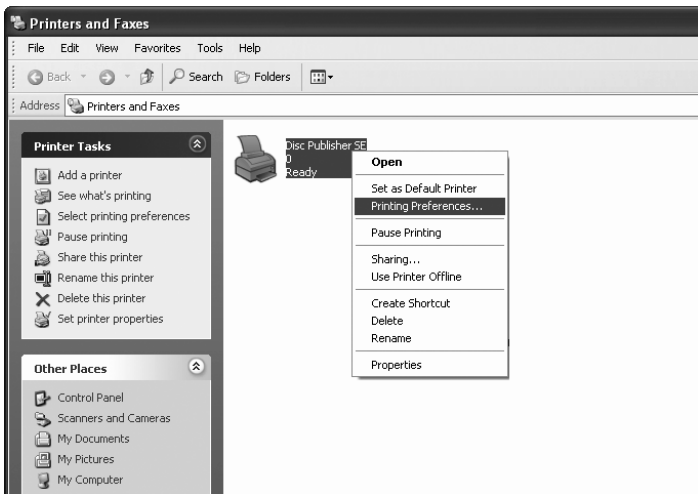 Printers and Faxes
File Edit View Favorites Tools Help
Back Search Folders
Address Printers and Faxes
Printer Tasks
Add a printer
See what's printing
Select printing preferences
Pause printing
Share this printer
Rename this printer
Delete this printer
Set printer properties
Other Places
Control Panel
Scanners and Cameras
My Documents
My Pictures
My Computer
Disc Publisher SE
0
Ready
Open
Set as Default Printer
Printing Preferences...
Pause Printing
Sharing...
Use Printer Offline
Create Shortcut
Delete
Rename
Properties